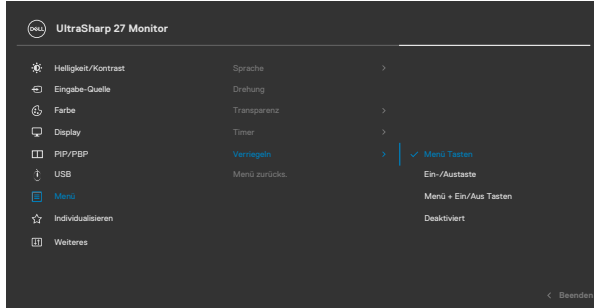 DELL UltraSharp 27 Monitor
Helligkeit/Kontrast Sprache
Eingabe-Quelle Drehung
Farbe Transparenz
Display Timer
PIP/PBP Verriegeln Menü Tasten
USB Menü zurücks. Ein-/Austaste
Menü Menü + Ein/Aus Tasten
Individualisieren Deaktiviert
Weiteres
Beenden